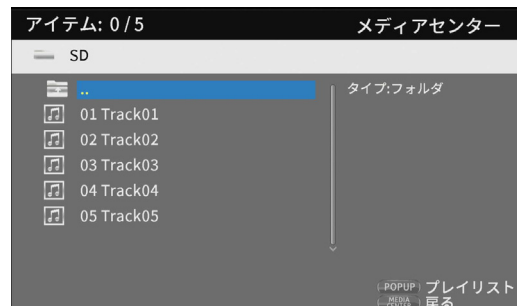 アイテム: 0/5
メディアセンター
SD
..
タイプ:フォルダ
01 Track01
02 Track02
03 Track03
04 Track04
05 Track05
POPUP プレイリスト
MEDIA CENTER 戻る